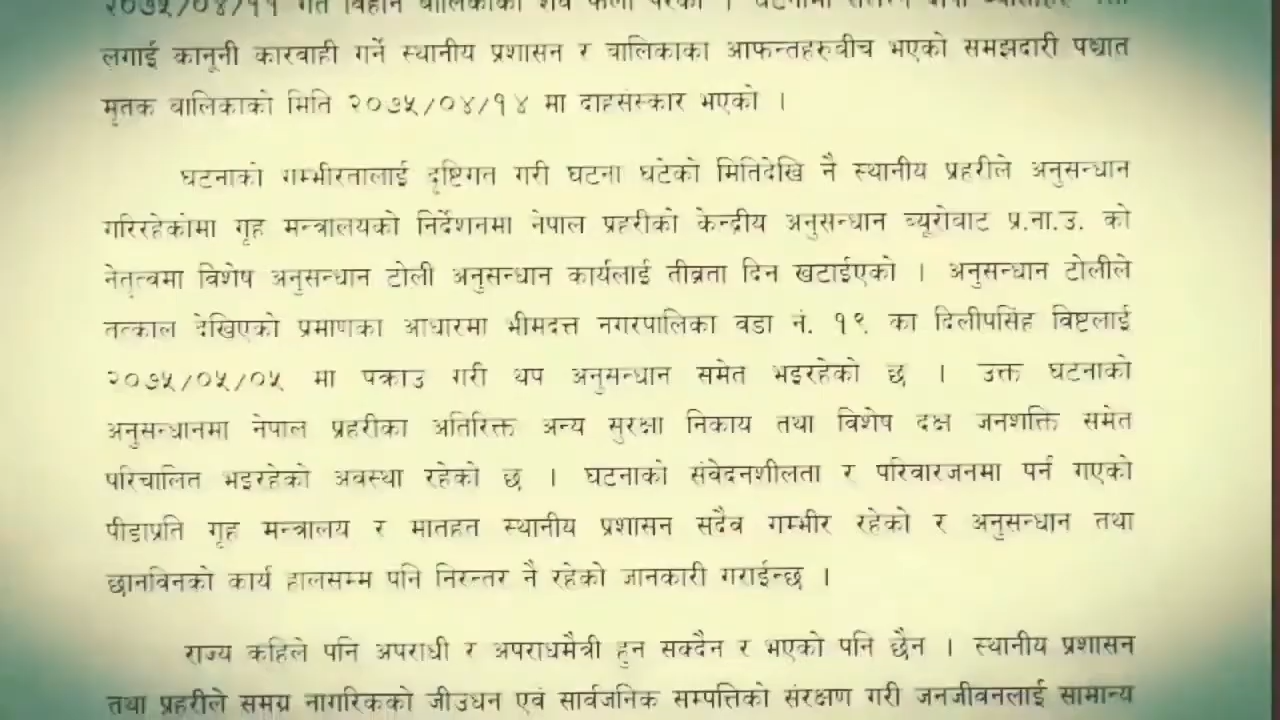 २०७५/०४/११ गते बिहान बालिकाको शव फेला परेको । घटनामा
लगाई कानूनी कारवाही गर्ने स्थानीय प्रशासन र बालिकाका आफन्तहरुबीच भएको समझदारी पश्चात
मृतक बालिकाको मिति २०७५/०४/१४ मा दाहसंस्कार भएको ।
घटनाको गम्भीरतालाई दृष्टिगत गरी घटना घटेको मितिदेखि नै स्थानीय प्रहरीले अनुसन्धान
गरिरहेकोमा गृह मन्त्रालयको निर्देशनमा नेपाल प्रहरीको केन्द्रीय अनुसन्धान ब्यूरोबाट प्र.ना.उ. को
नेतृत्वमा विशेष अनुसन्धान टोली अनुसन्धान कार्यलाई तीव्रता दिन खटाईएको । अनुसन्धान टोलीले
तत्काल देखिएको प्रमाणका आधारमा भीमदत्त नगरपालिका वडा नं. १९ का दिलीपसिंह विष्टलाई
२०७५/०५/०५ मा पक्राउ गरी थप अनुसन्धान समेत भइरहेको छ । उक्त घटनाको
अनुसन्धानमा नेपाल प्रहरीका अतिरिक्त अन्य सुरक्षा निकाय तथा विशेष दक्ष जनशक्ति समेत
परिचालित भइरहेको अवस्था रहेको छ । घटनाको संवेदनशीलता र परिवारजनमा पर्न गएको
पीडाप्रति गृह मन्त्रालय र मातहत स्थानीय प्रशासन सदैव गम्भीर रहेको र अनुसन्धान तथा
छानविनको कार्य हालसम्म पनि निरन्तर नै रहेको जानकारी गराईन्छ ।
राज्य कहिले पनि अपराधी र अपराधमैत्री हुन सक्दैन र भएको पनि छैन । स्थानीय प्रशासन
तथा प्रहरीले समग्र नागरिकको जीउधन एवं सार्वजनिक सम्पत्तिको संरक्षण गरी जनजीवनलाई सामान्य